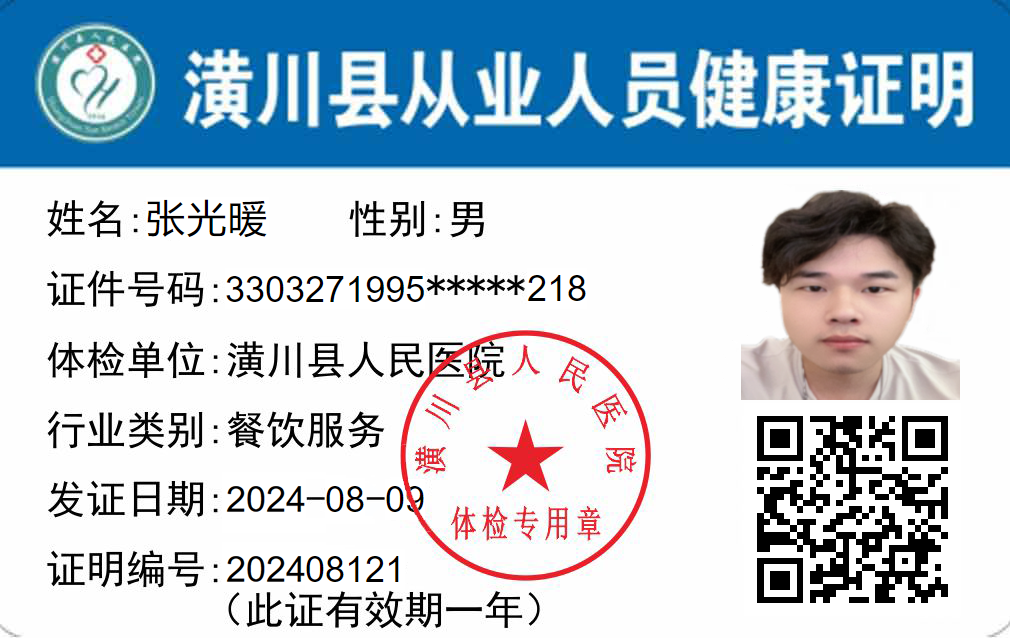 潢川县从业人员健康证明
姓名:张光暖 性别:男
证件号码:3303271995*****218
体检单位:潢川县人民医院
行业类别:餐饮服务
发证日期:2024-08-09
证明编号:202408121
(此证有效期一年)
潢川县人民医院
体检专用章